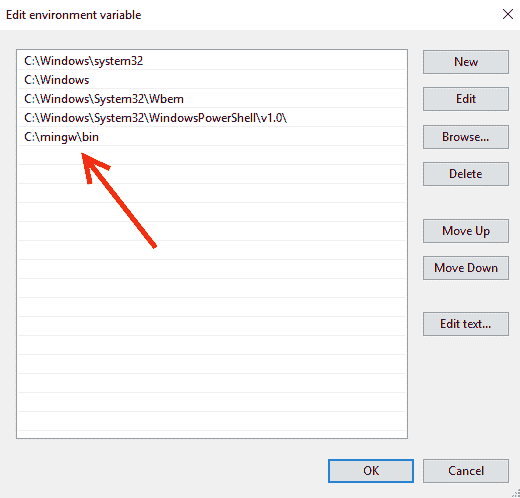 Edit environment variable
C:\Windows\system32
New
C:\Windows
C:\Windows\System32\Wbem
Edit
C:\Windows\System32\WindowsPowerShell\v1.0\
C:\mingw\bin
Browse...
Delete
Move Up
Move Down
Edit text...
OK
Cancel